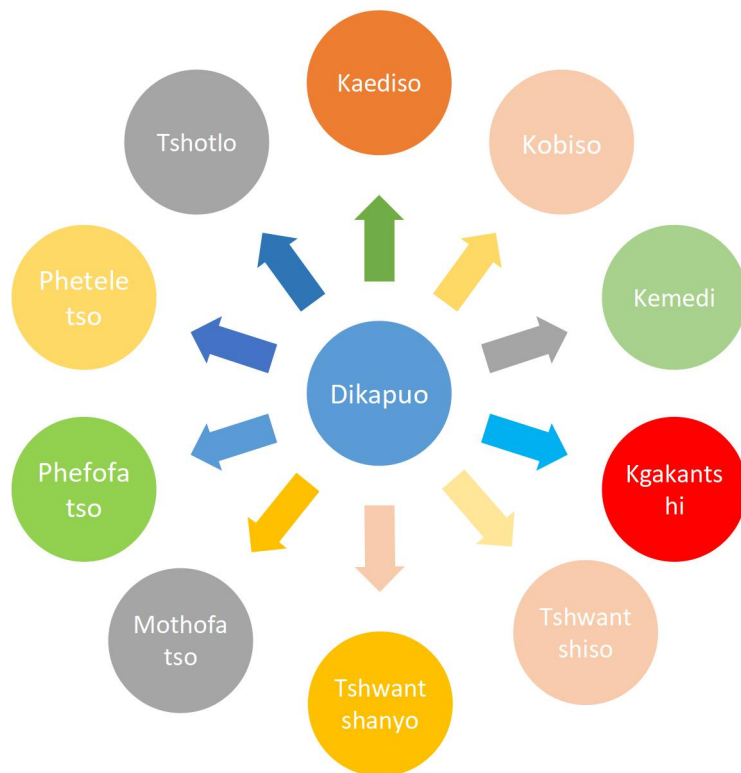 Kaediso
Kobiso
Tshotlo
Phetele
tso
Kemedi
Dikapuo
Phefofa
tso
Kgakants
hi
Mothofa
tso
Tshwant
shiso
Tshwant
shanyo